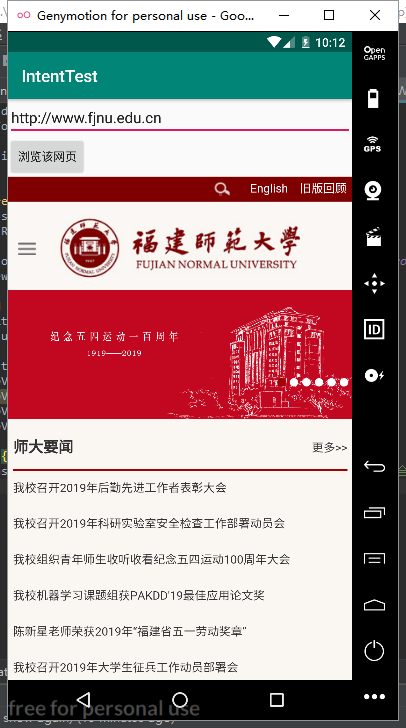 Genymotion for personal use - Goo...
10:12
IntentTest
Open
GAPPS
http://www.fjnu.edu.cn
浏览该网页
GPS
English 旧版回顾
福建师范大学
FUJIAN NORMAL UNIVERSITY
ID
纪念五四运动一百周年
1919——2019
师大要闻
更多>>
我校召开2019年后勤先进工作者表彰大会
我校召开2019年科研实验室安全检查工作部署动员会
我校组织青年师生收听收看纪念五四运动100周年大会
我校机器学习课题组获PAKDD'19最佳应用论文奖
陈新星老师荣获2019年“福建省五一劳动奖章”
我校召开2019年大学生征兵工作动员部署会
free for personal use